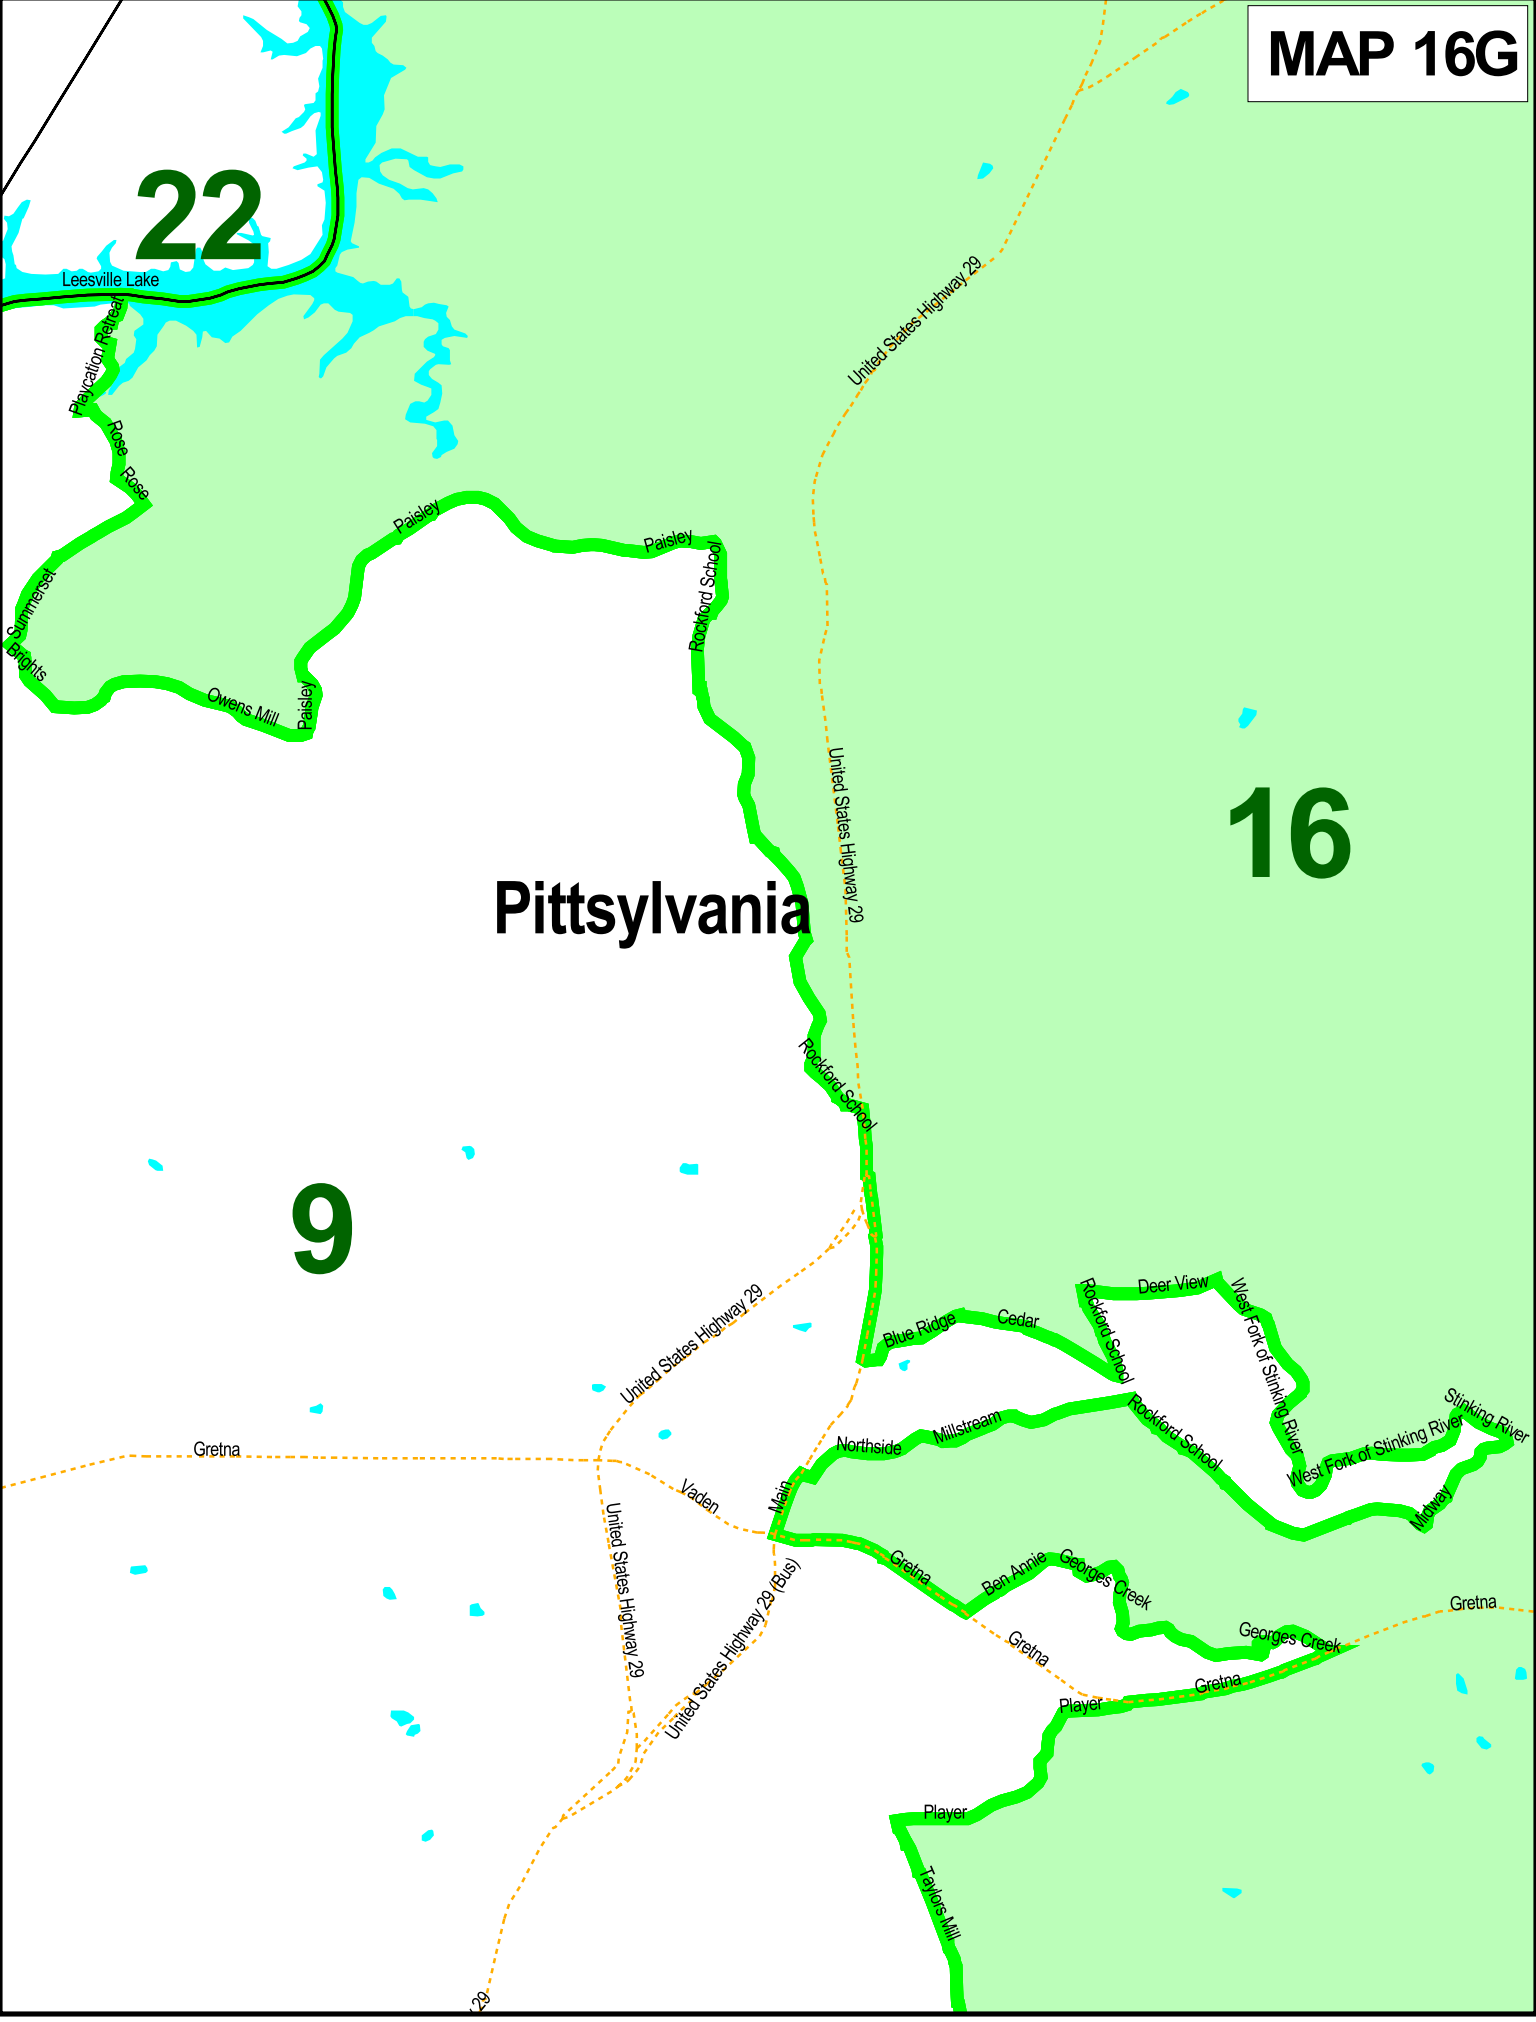 MAP 16G
22
Leesville Lake
Playcation Retreat
United States Highway 29
Rose
Rose
Paisley
Paisley
Rockford School
Summerset
Brights
Owens Mill
Paisley
United States Highway 29
16
Pittsylvania
Rockford School
9
Deer View
West Fork of Stinking River
Rockford School
United States Highway 29
Blue Ridge
Cedar
Stinking River
Rockford School
Northside
Millstream
West Fork of Stinking River
Gretna
Vaden
Main
Midway
United States Highway 29
United States Highway 29 (Bus)
Gretna
Ben Annie
Georges Creek
Gretna
Gretna
Georges Creek
Gretna
Player
Player
Taylors Mill
29